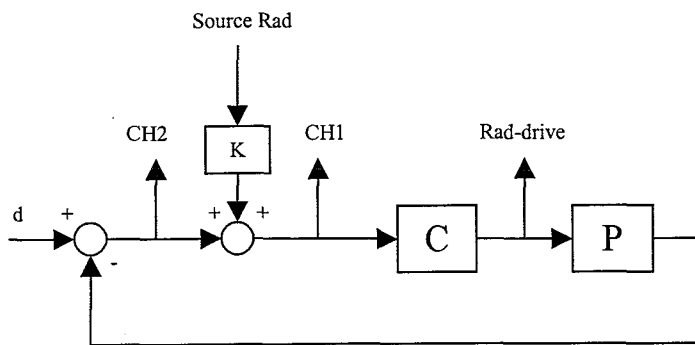 Source Rad
CH2
K
CH1
Rad-drive
d
+
+
+
C
P
-